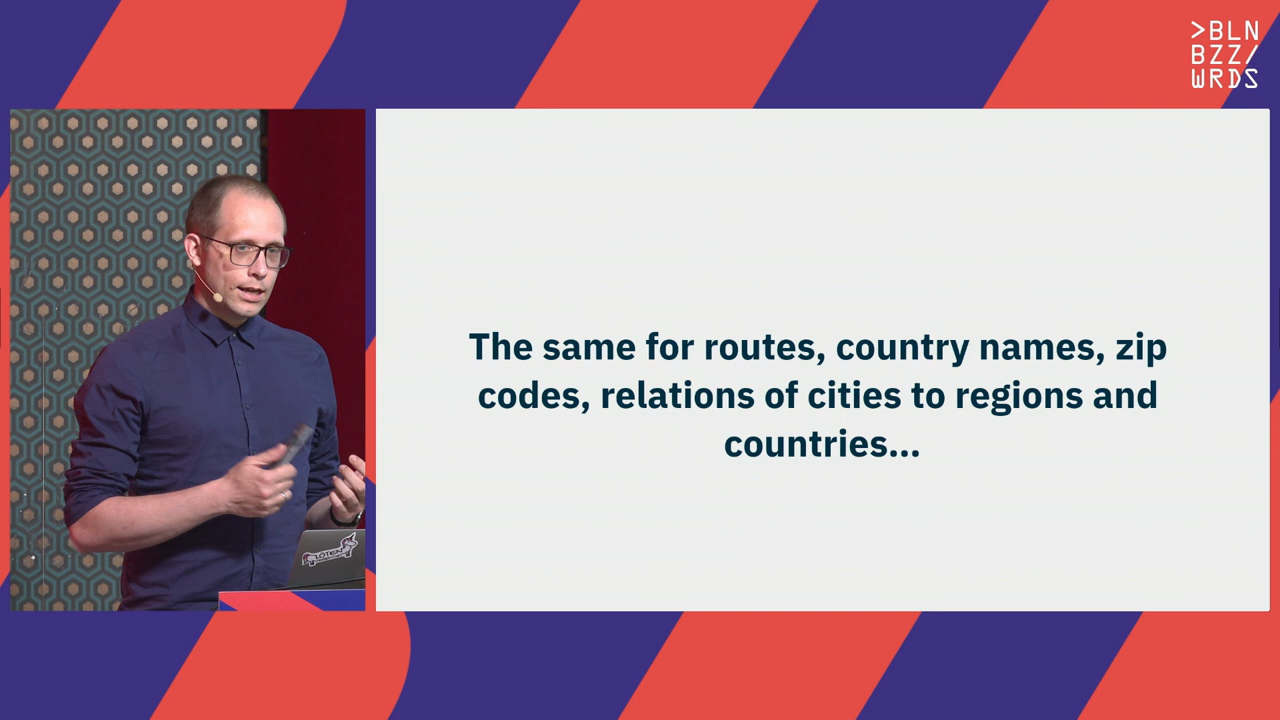 >BLN
BZZ/
WRDS
The same for routes, country names, zip
codes, relations of cities to regions and
countries...